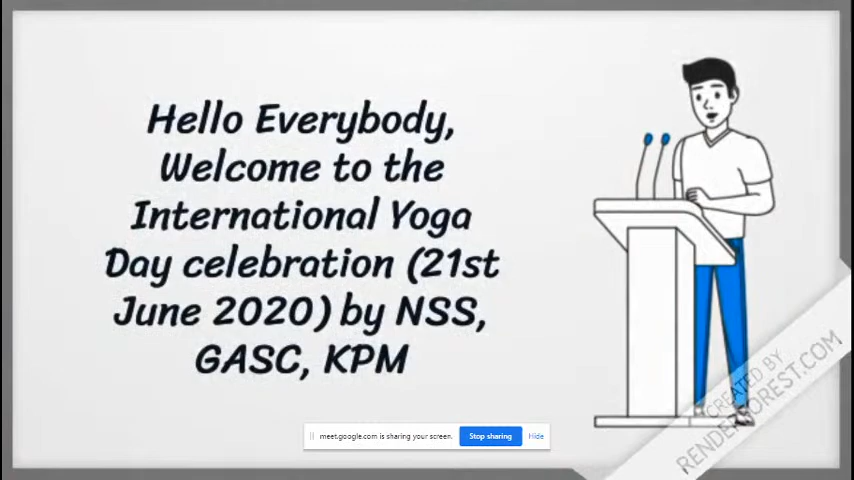 Hello Everybody,
Welcome to the
International Yoga
Day celebration (21st
June 2020) by NSS,
GASC, KPM
meet.google.com is sharing your screen. Stop sharing Hide
CREATED BY
RENDERFOREST.COM